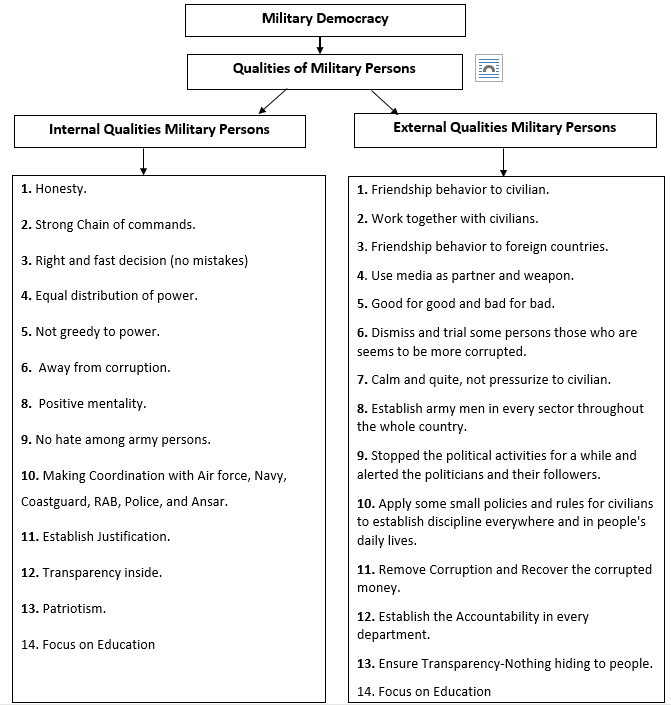 Military Democracy
Qualities of Military Persons
Internal Qualities Military Persons
1. Honesty.
2. Strong Chain of commands.
3. Right and fast decision (no mistakes)
4. Equal distribution of power.
5. Not greedy to power.
6. Away from corruption.
8. Positive mentality.
9. No hate among army persons.
10. Making Coordination with Air force, Navy,
Coastguard, RAB, Police, and Ansar.
11. Establish Justification.
12. Transparency inside.
13. Patriotism.
14. Focus on Education
External Qualities Military Persons
1. Friendship behavior to civilian.
2. Work together with civilians.
3. Friendship behavior to foreign countries.
4. Use media as partner and weapon.
5. Good for good and bad for bad.
6. Dismiss and trial some persons those who are
seems to be more corrupted.
7. Calm and quite, not pressurize to civilian.
8. Establish army men in every sector throughout
the whole country.
9. Stopped the political activities for a while and
alerted the politicians and their followers.
10. Apply some small policies and rules for civilians
to establish discipline everywhere and in people's
daily lives.
11. Remove Corruption and Recover the corrupted
money.
12. Establish the Accountability in every
department.
13. Ensure Transparency-Nothing hiding to people.
14. Focus on Education